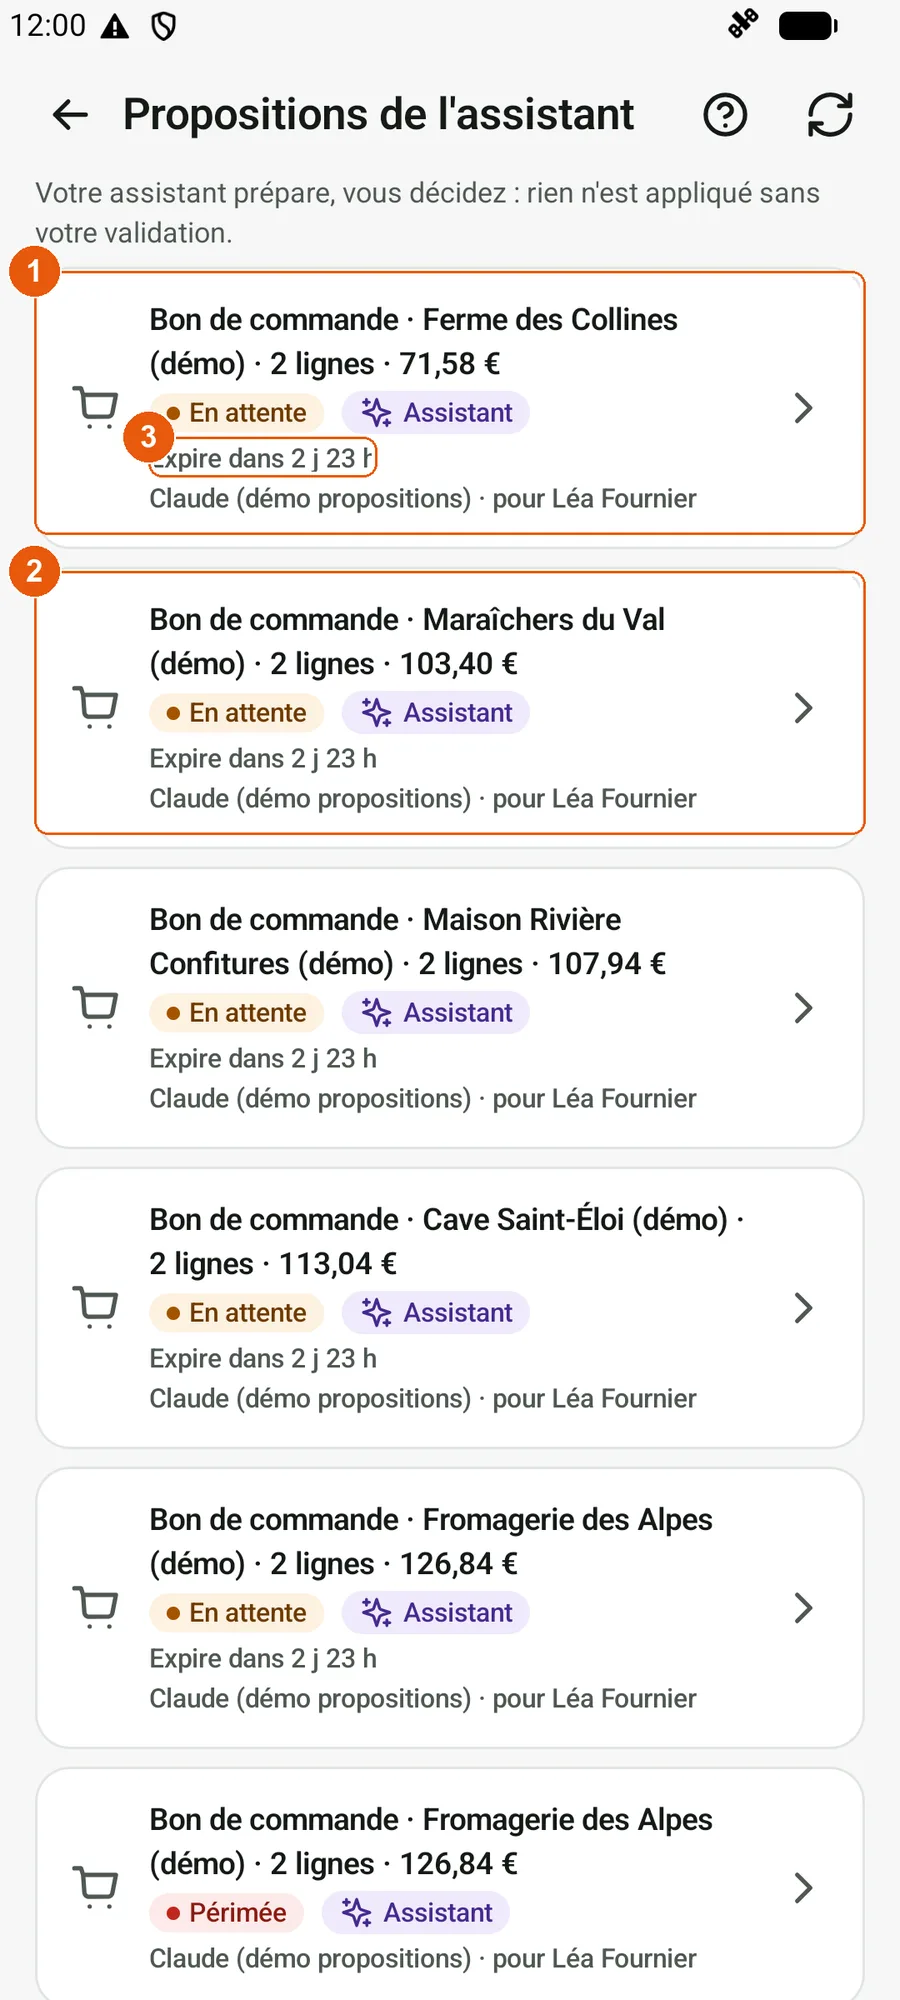 12:00
Propositions de l'assistant
Votre assistant prépare, vous décidez : rien n'est appliqué sans
votre validation.
1
Bon de commande · Ferme des Collines
(démo) · 2 lignes · 71,58 €
En attente Assistant
3
Expire dans 2 j 23 h
Claude (démo propositions) · pour Léa Fournier
2
Bon de commande · Maraîchers du Val
(démo) · 2 lignes · 103,40 €
En attente Assistant
Expire dans 2 j 23 h
Claude (démo propositions) · pour Léa Fournier
Bon de commande · Maison Rivière
Confitures (démo) · 2 lignes · 107,94 €
En attente Assistant
Expire dans 2 j 23 h
Claude (démo propositions) · pour Léa Fournier
Bon de commande · Cave Saint-Éloi (démo) ·
2 lignes · 113,04 €
En attente Assistant
Expire dans 2 j 23 h
Claude (démo propositions) · pour Léa Fournier
Bon de commande · Fromagerie des Alpes
(démo) · 2 lignes · 126,84 €
En attente Assistant
Expire dans 2 j 23 h
Claude (démo propositions) · pour Léa Fournier
Bon de commande · Fromagerie des Alpes
(démo) · 2 lignes · 126,84 €
Périmée Assistant
Claude (démo propositions) · pour Léa Fournier